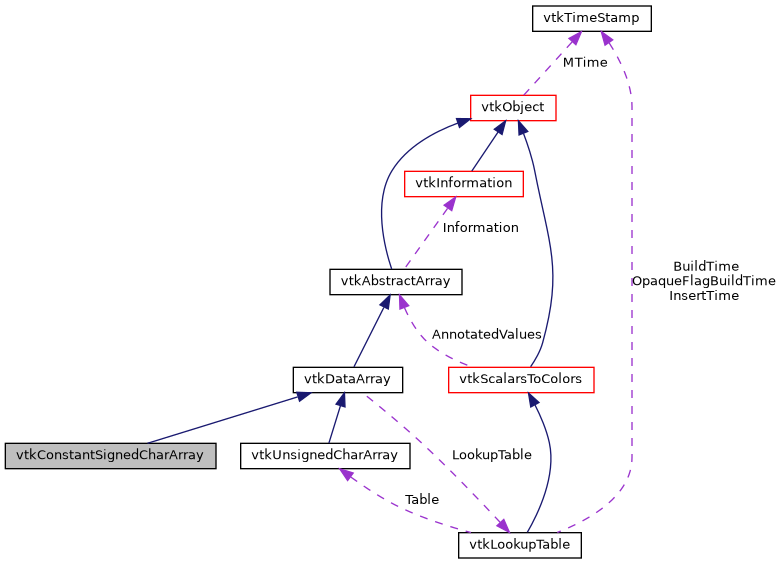 vtkTimeStamp
MTime
vtkObject
vtkInformation
Information
BuildTime
OpaqueFlagBuildTime
InsertTime
vtkAbstractArray
AnnotatedValues
vtkDataArray
vtkScalarsToColors
vtkConstantSignedCharArray
vtkUnsignedCharArray
LookupTable
Table
vtkLookupTable